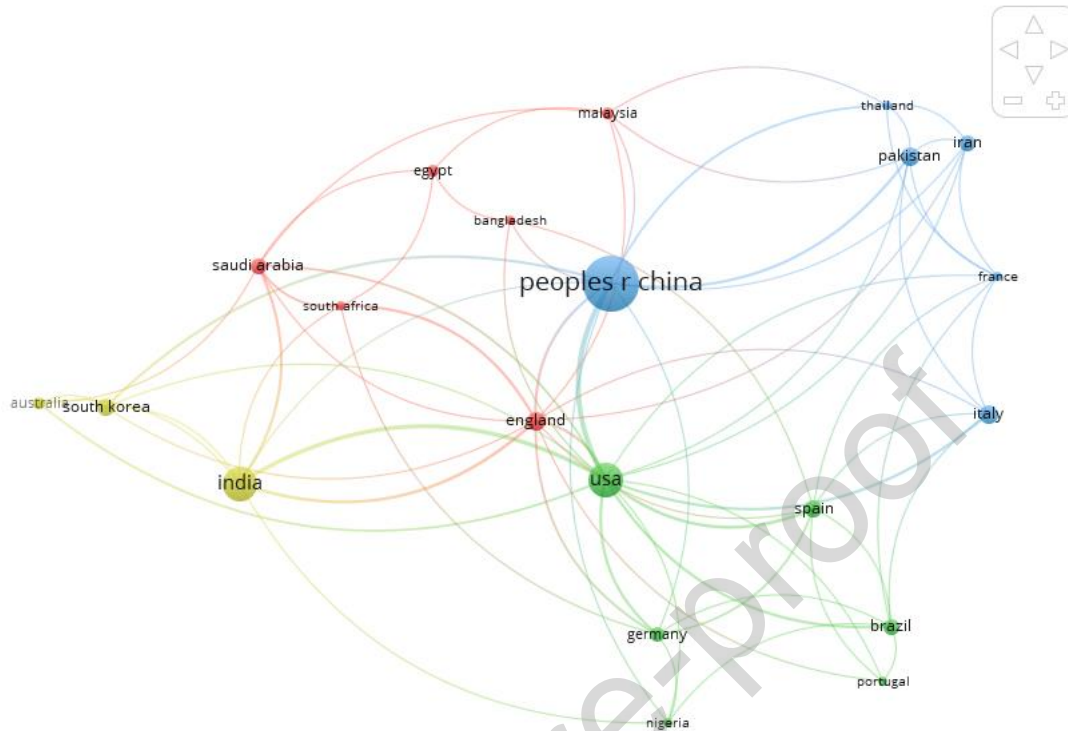 malaysia
thailand
iran
pakistan
egypt
bangladesh
saudi arabia
peoples r china
france
south africa
australia
south korea
england
italy
india
usa
spain
germany
brazil
portugal
nigeria
e-proof